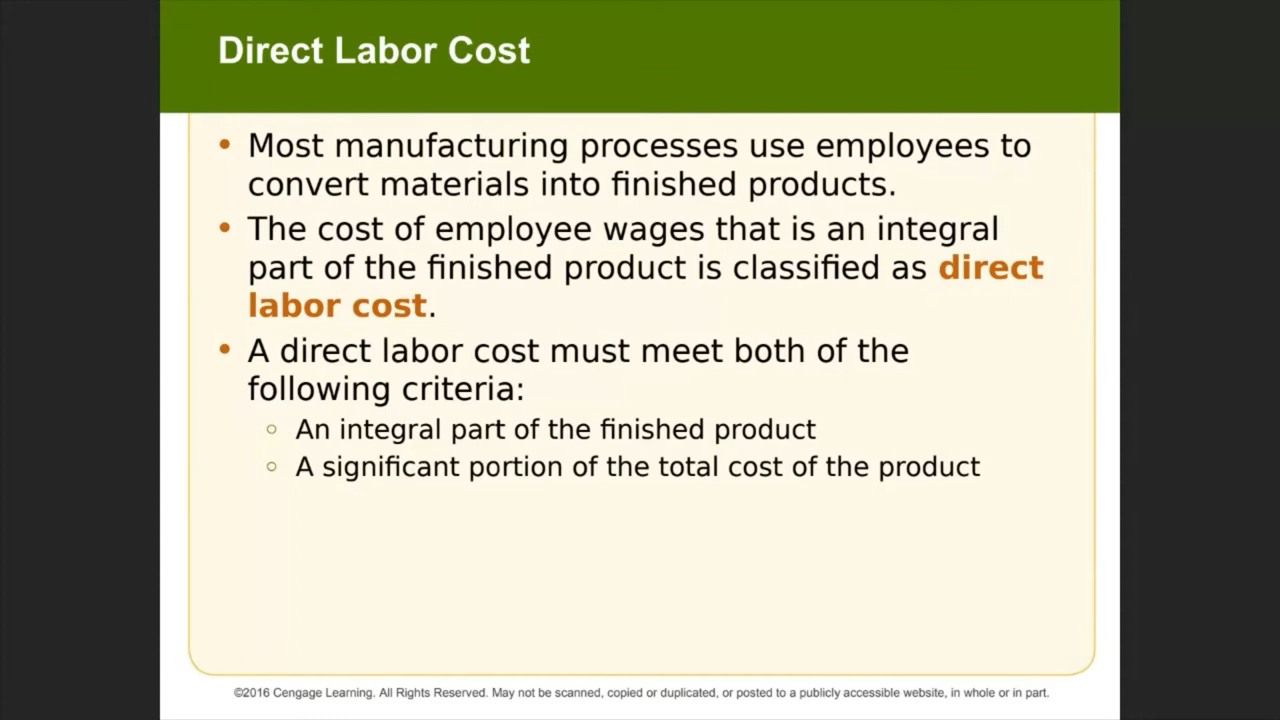 Direct Labor Cost
• Most manufacturing processes use employees to
convert materials into finished products.
• The cost of employee wages that is an integral
part of the finished product is classified as direct
labor cost.
• A direct labor cost must meet both of the
following criteria:
○ An integral part of the finished product
○ A significant portion of the total cost of the product
©2016 Cengage Learning. All Rights Reserved. May not be scanned, copied or duplicated, or posted to a publicly accessible website, in whole or in part.